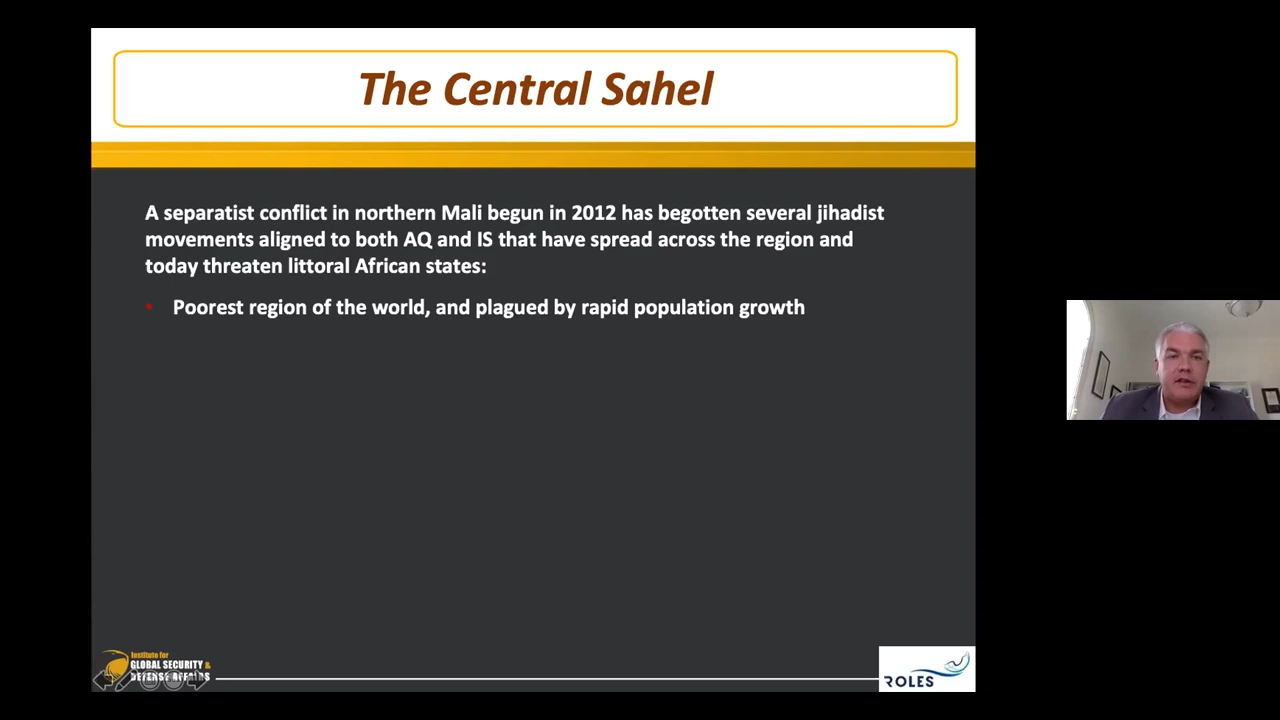 The Central Sahel
A separatist conflict in northern Mali begun in 2012 has begotten several jihadist
movements aligned to both AQ and IS that have spread across the region and
today threaten littoral African states:
• Poorest region of the world, and plagued by rapid population growth
Institute for
GLOBAL SECURITY &
DEFENSE AFFAIRS
ROLES